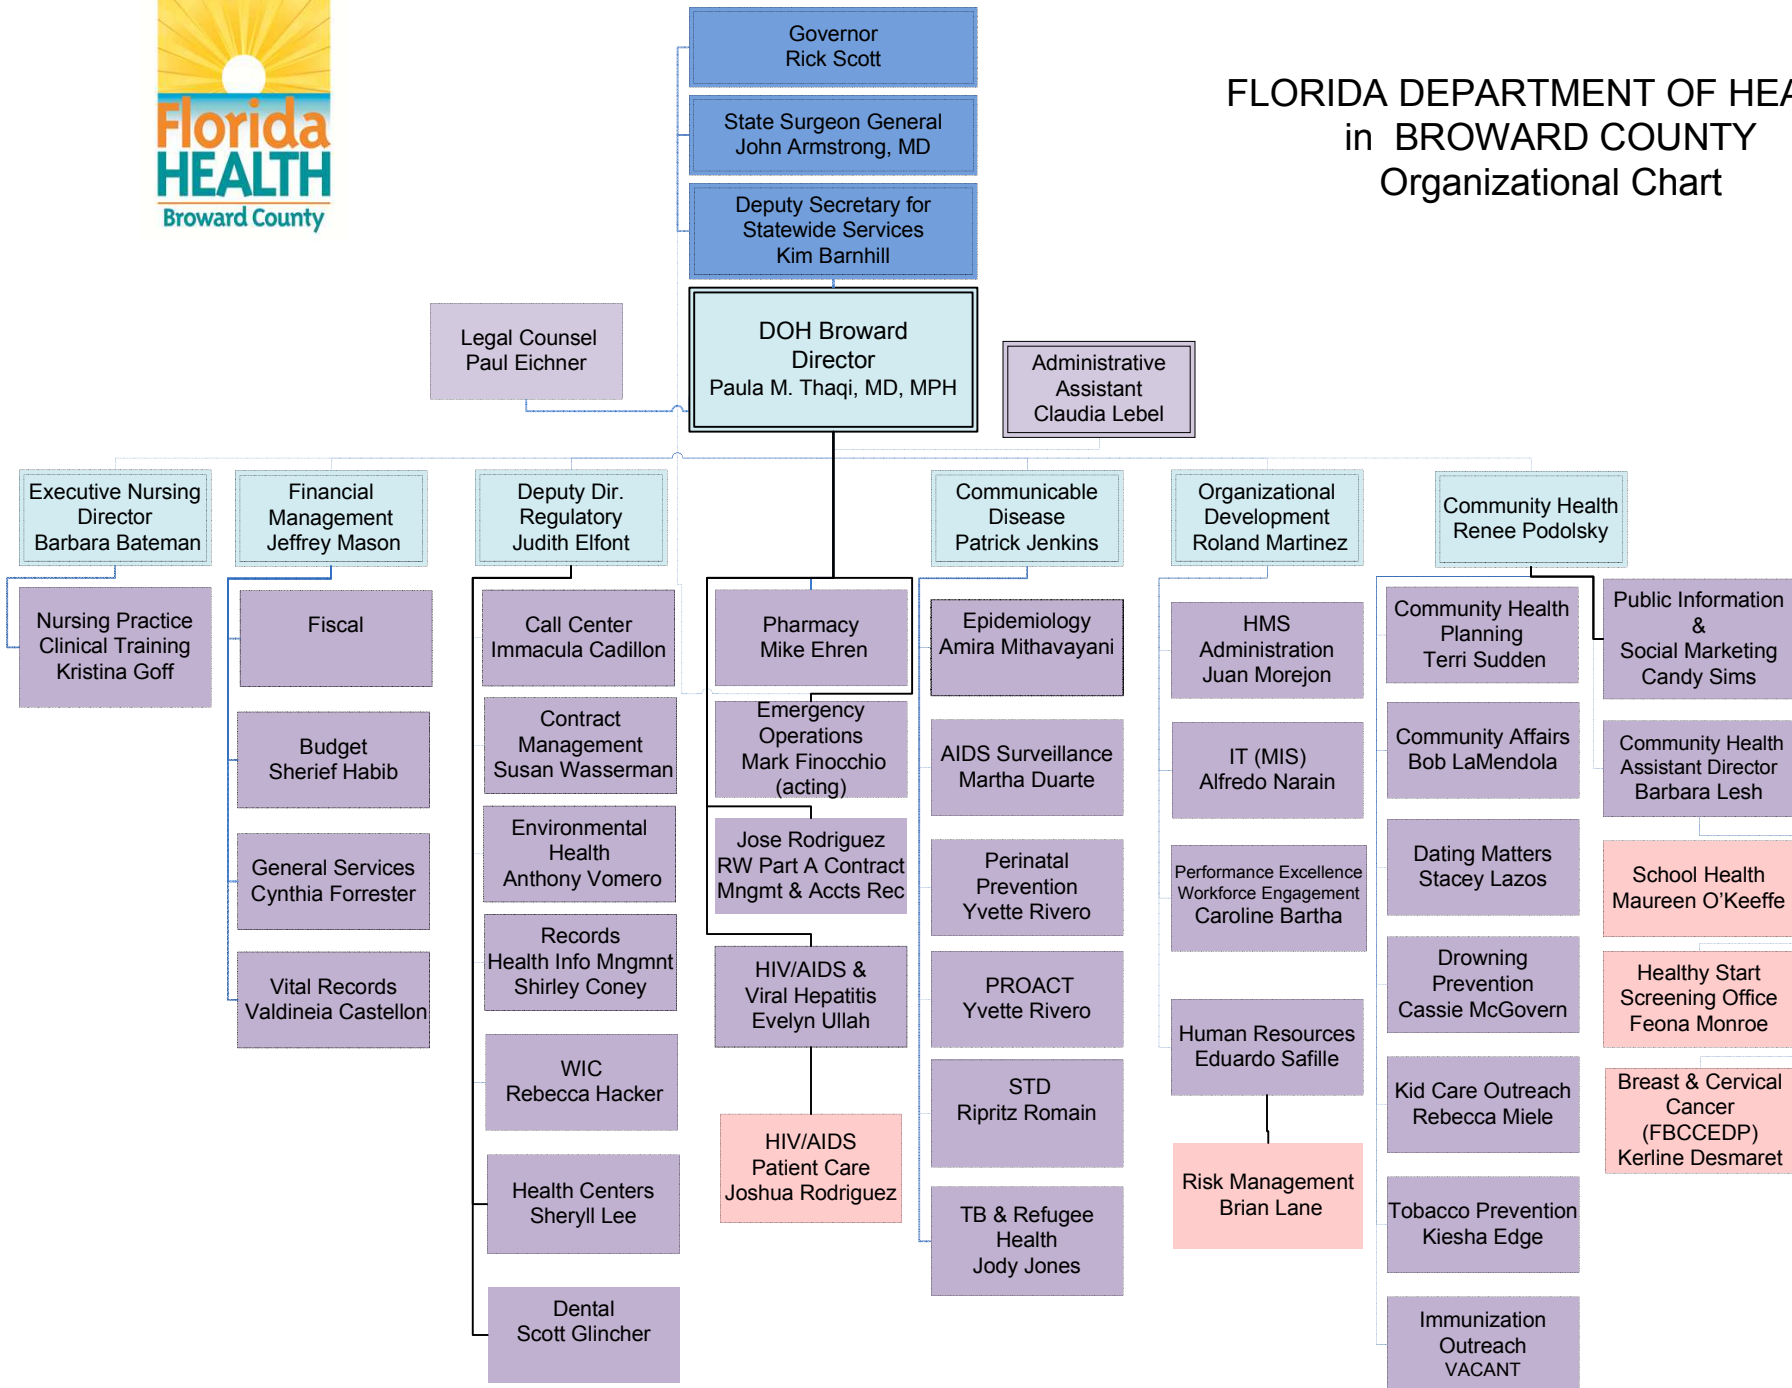 Florida
HEALTH
Broward County
FLORIDA DEPARTMENT OF HEA
in BROWARD COUNTY
Organizational Chart
Governor
Rick Scott
State Surgeon General
John Armstrong, MD
Deputy Secretary for
Statewide Services
Kim Barnhill
Legal Counsel
Paul Eichner
DOH Broward
Director
Paula M. Thaqi, MD, MPH
Administrative
Assistant
Claudia Lebel
Executive Nursing
Director
Barbara Bateman
Financial
Management
Jeffrey Mason
Deputy Dir.
Regulatory
Judith Elfont
Communicable
Disease
Patrick Jenkins
Organizational
Development
Roland Martinez
Community Health
Renee Podolsky
Nursing Practice
Clinical Training
Kristina Goff
Fiscal
Budget
Sherief Habib
General Services
Cynthia Forrester
Vital Records
Valdineia Castellon
Call Center
Immacula Cadillon
Contract
Management
Susan Wasserman
Environmental
Health
Anthony Vomero
Records
Health Info Mngmnt
Shirley Coney
WIC
Rebecca Hacker
Health Centers
Sheryll Lee
Dental
Scott Glincher
Pharmacy
Mike Ehren
Emergency
Operations
Mark Finocchio
(acting)
Jose Rodriguez
RW Part A Contract
Mngmt & Accts Rec
HIV/AIDS &
Viral Hepatitis
Evelyn Ullah
HIV/AIDS
Patient Care
Joshua Rodriguez
Epidemiology
Amira Mithavayani
AIDS Surveillance
Martha Duarte
Perinatal
Prevention
Yvette Rivero
PROACT
Yvette Rivero
STD
Ripritz Romain
TB & Refugee
Health
Jody Jones
HMS
Administration
Juan Morejon
IT (MIS)
Alfredo Narain
Performance Excellence
Workforce Engagement
Caroline Bartha
Human Resources
Eduardo Safille
Risk Management
Brian Lane
Community Health
Planning
Terri Sudden
Community Affairs
Bob LaMendola
Dating Matters
Stacey Lazos
Drowning
Prevention
Cassie McGovern
Kid Care Outreach
Rebecca Miele
Tobacco Prevention
Kiesha Edge
Immunization
Outreach
VACANT
Public Information
&
Social Marketing
Candy Sims
Community Health
Assistant Director
Barbara Lesh
School Health
Maureen O'Keeffe
Healthy Start
Screening Office
Feona Monroe
Breast & Cervical
Cancer
(FBCCEDP)
Kerline Desmaret